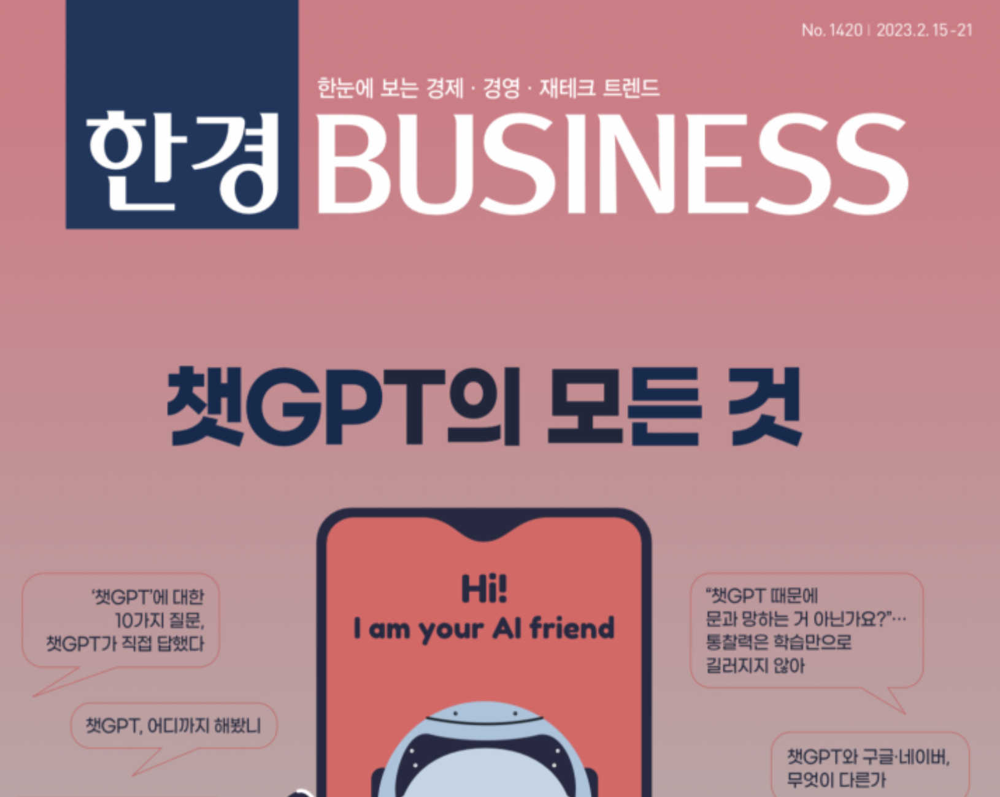 No. 1420 | 2023.2.15-21
한눈에 보는 경제 · 경영 · 재테크 트렌드
한경 BUSINESS
챗GPT의 모든 것
Hi!
I am your AI friend
‘챗GPT’에 대한
10가지 질문,
챗GPT가 직접 답했다
챗GPT, 어디까지 해봤니
“챗GPT 때문에
문과 망하는 거 아닌가요?”…
통찰력은 학습만으로
길러지지 않아
챗GPT와 구글·네이버,
무엇이 다른가